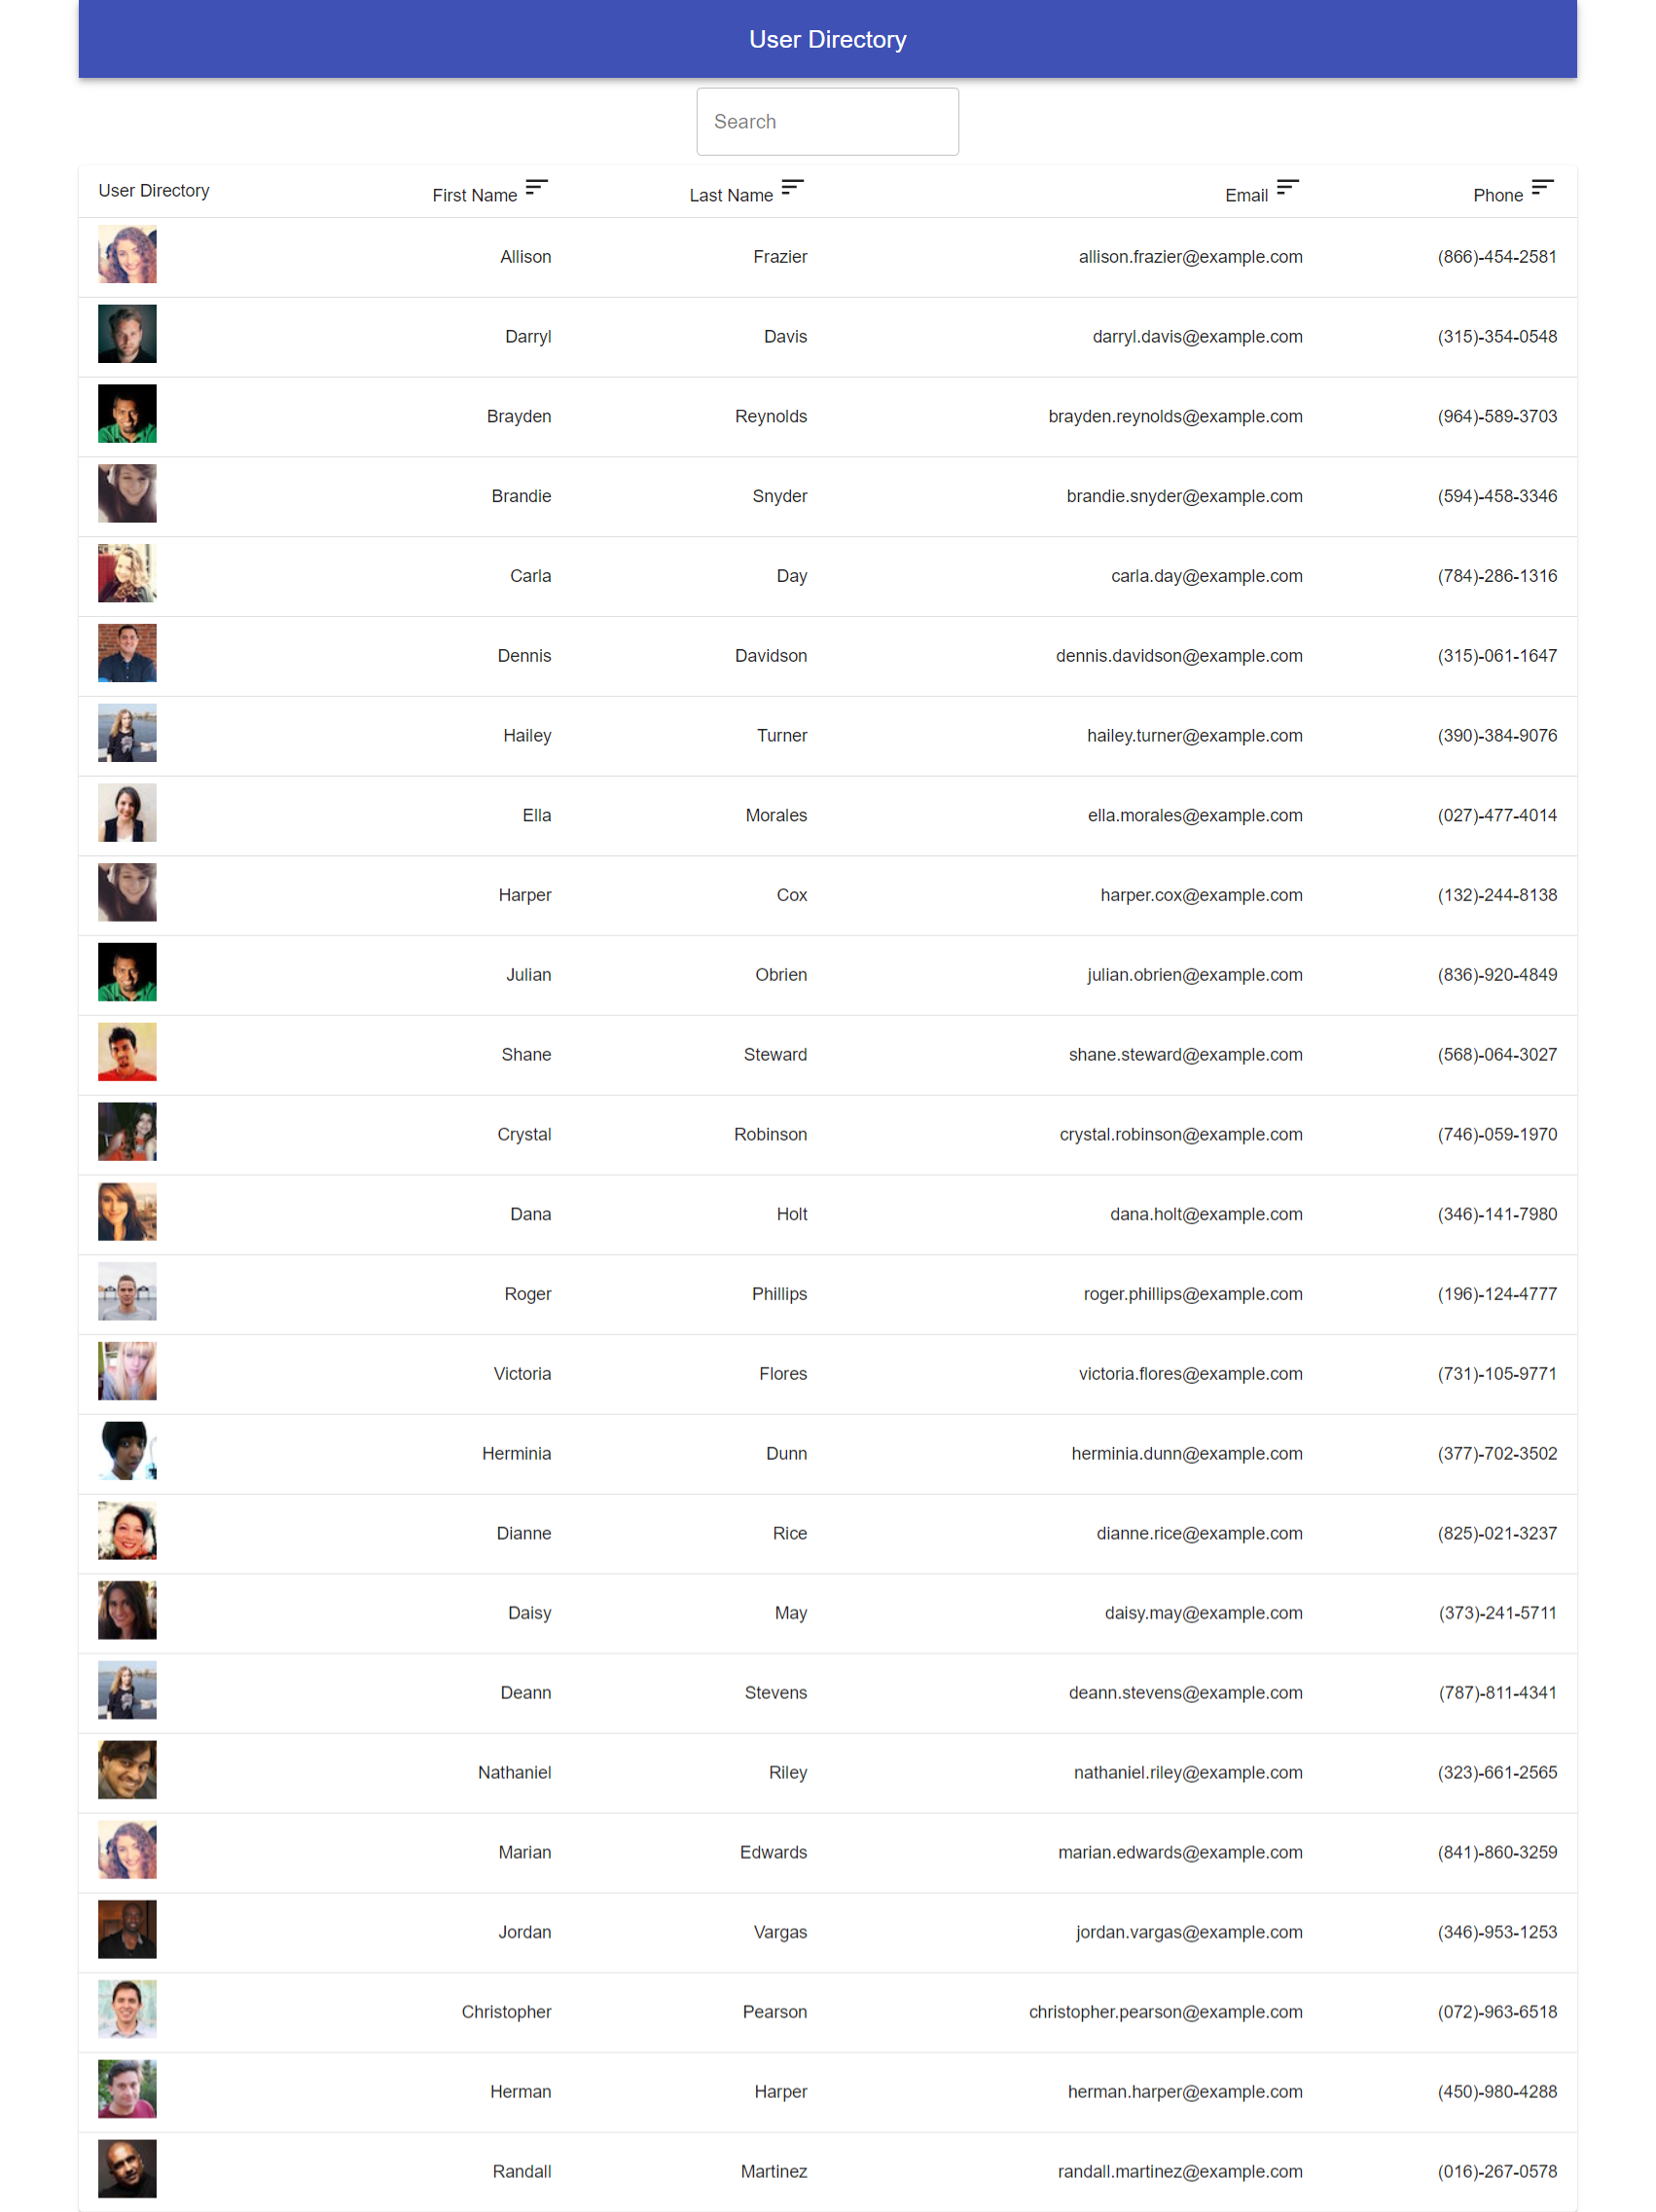 User Directory
Search
User Directory First Name Last Name Email Phone
Allison Frazier allison.frazier@example.com (866)-454-2581
Darryl Davis darryl.davis@example.com (315)-354-0548
Brayden Reynolds brayden.reynolds@example.com (964)-589-3703
Brandie Snyder brandie.snyder@example.com (594)-458-3346
Carla Day carla.day@example.com (784)-286-1316
Dennis Davidson dennis.davidson@example.com (315)-061-1647
Hailey Turner hailey.turner@example.com (390)-384-9076
Ella Morales ella.morales@example.com (027)-477-4014
Harper Cox harper.cox@example.com (132)-244-8138
Julian Obrien julian.obrien@example.com (836)-920-4849
Shane Steward shane.steward@example.com (568)-064-3027
Crystal Robinson crystal.robinson@example.com (746)-059-1970
Dana Holt dana.holt@example.com (346)-141-7980
Roger Phillips roger.phillips@example.com (196)-124-4777
Victoria Flores victoria.flores@example.com (731)-105-9771
Herminia Dunn herminia.dunn@example.com (377)-702-3502
Dianne Rice dianne.rice@example.com (825)-021-3237
Daisy May daisy.may@example.com (373)-241-5711
Deann Stevens deann.stevens@example.com (787)-811-4341
Nathaniel Riley nathaniel.riley@example.com (323)-661-2565
Marian Edwards marian.edwards@example.com (841)-860-3259
Jordan Vargas jordan.vargas@example.com (346)-953-1253
Christopher Pearson christopher.pearson@example.com (072)-963-6518
Herman Harper herman.harper@example.com (450)-980-4288
Randall Martinez randall.martinez@example.com (016)-267-0578